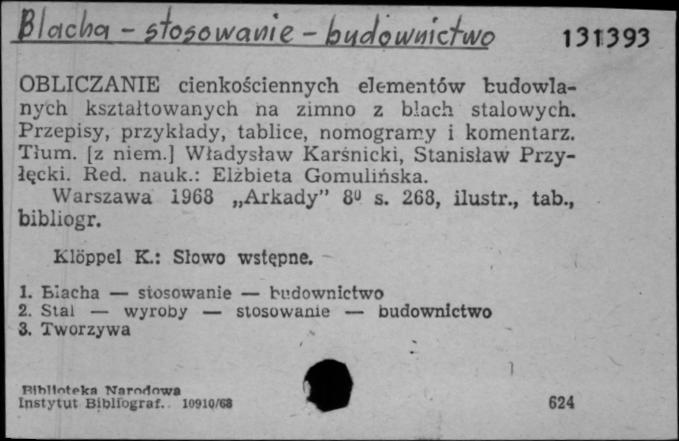 Blacha - stosowanie - budownictwo 131393
OBLICZANIE cienkościennych elementów budowla-
nych kształtowanych na zimno z blach stalowych.
Przepisy, przykłady, tablice, nomogramy i komentarz.
Tłum. [z niem.] Władysław Karśnicki, Stanisław Przy-
łęcki. Red. nauk.: Elżbieta Gomulińska.
Warszawa 1968 „Arkady” 8⁰ s. 268, ilustr., tab.,
bibliogr.
Klöppel K.: Słowo wstępne.
1. Blacha — stosowanie — budownictwo
2. Stal — wyroby — stosowanie — budownictwo
3. Tworzywa
Biblioteka Narodowa
Instytut Bibliograf. 10910/68 624